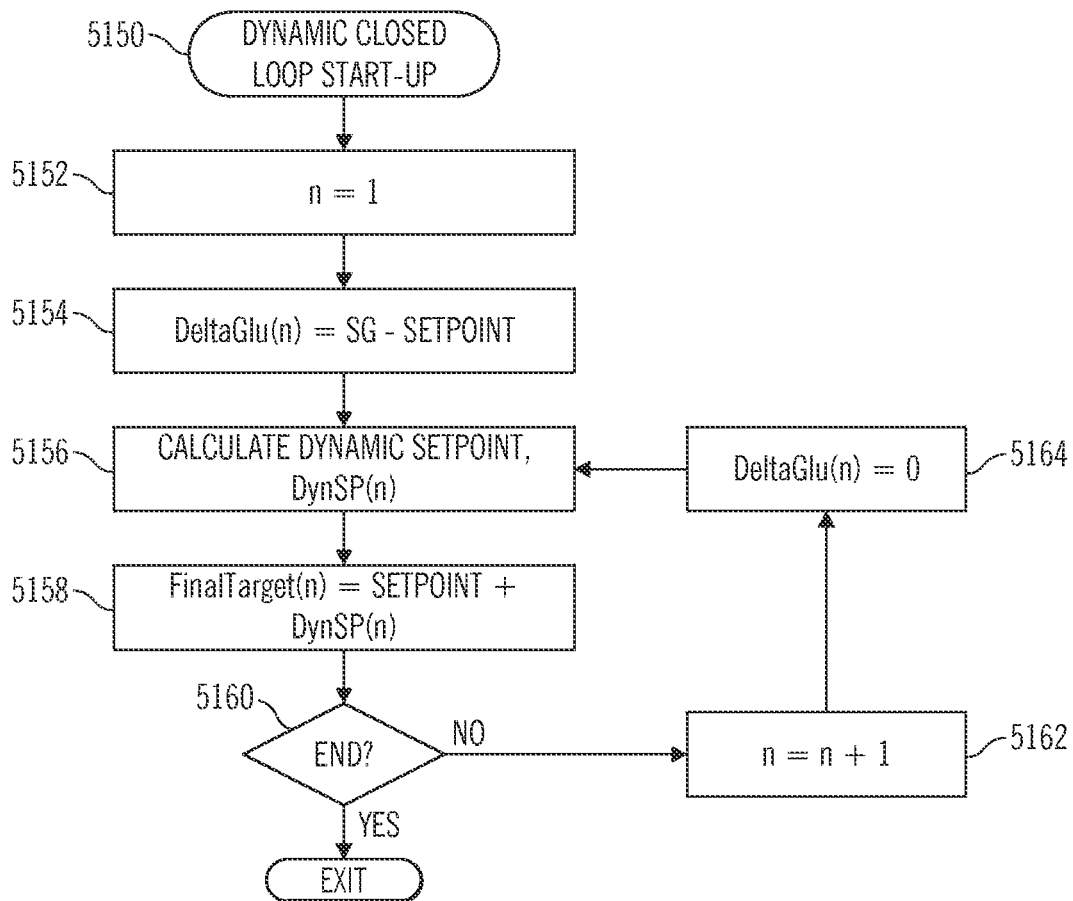 5150
DYNAMIC CLOSED
LOOP START-UP
5152
n = 1
5154
DeltaGlu(n) = SG - SETPOINT
5156
CALCULATE DYNAMIC SETPOINT,
DynSP(n)
DeltaGlu(n) = 0
5164
5158
FinalTarget(n) = SETPOINT +
DynSP(n)
5160
END?
NO
n = n + 1
5162
YES
EXIT